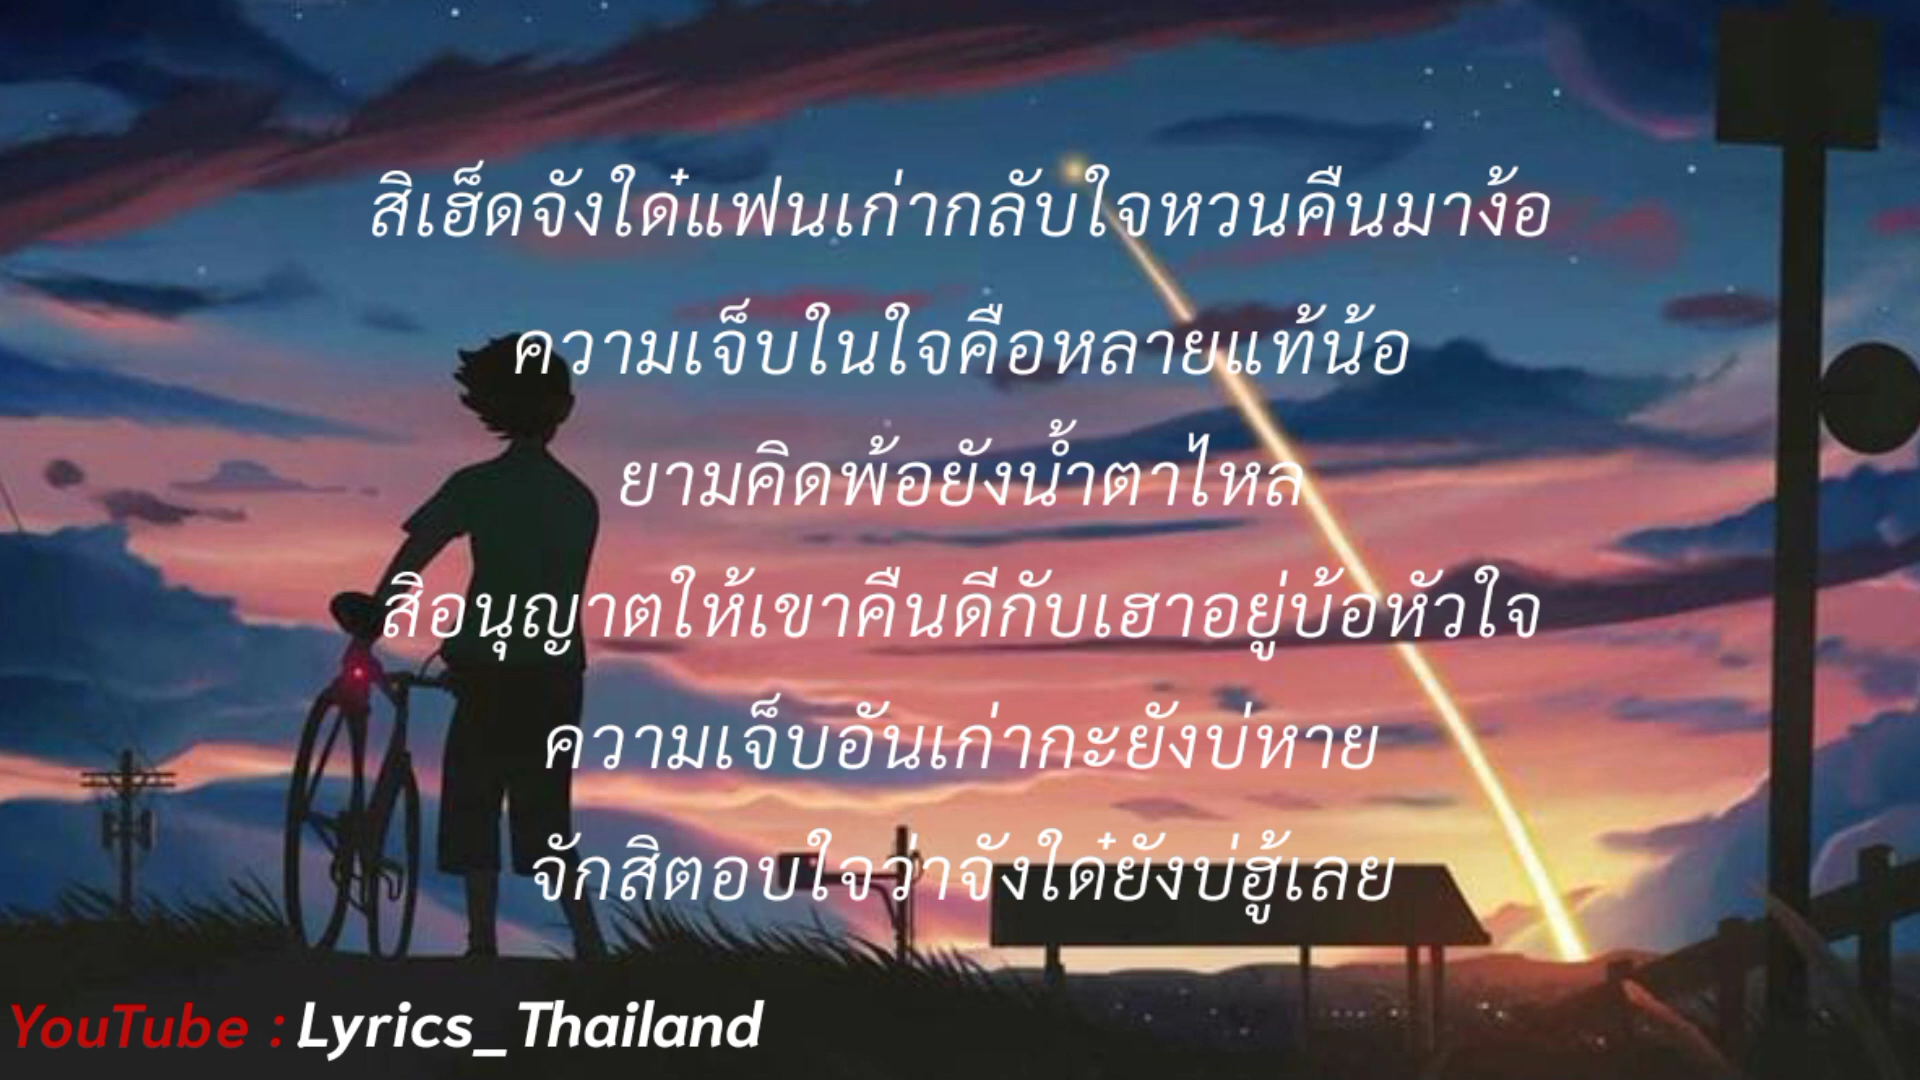 สิเฮ็ดจังใด๋แฟนเก่ากลับใจหวนคืนมาง้อ
ความเจ็บในใจคือหลายแท้น้อ
ยามคิดพ้อยังน้ำตาไหล
สิอนุญาตให้เขาคืนดีกับเฮาอยู่บ้อหัวใจ
ความเจ็บอันเก่ากะยังบ่หาย
จักสิตอบใจว่าจังใด๋ยังบ่ฮู้เลย
YouTube : Lyrics_Thailand